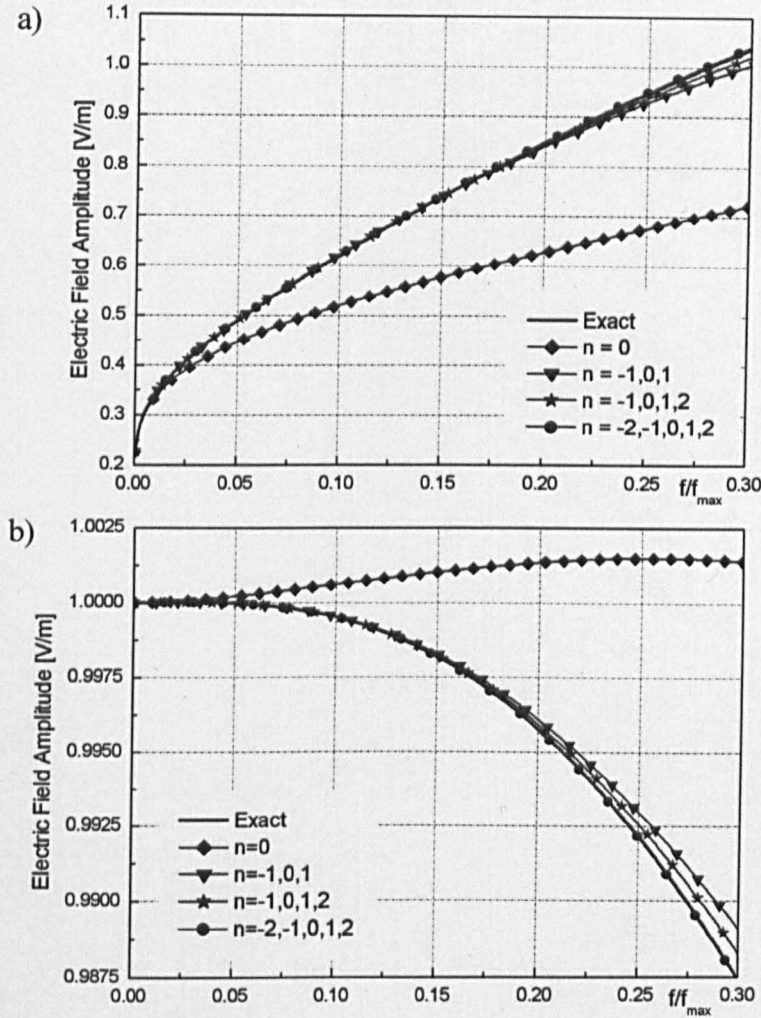 a)
Electric Field Amplitude [V/m]
1.1
1.0
0.9
0.8
0.7
0.6
0.5
0.4
0.3
0.2
Exact
n = 0
n = -1,0,1
n = -1,0,1,2
n = -2,-1,0,1,2
0.00 0.05 0.10 0.15 0.20 0.25 0.30
f/fmax
b)
Electric Field Amplitude [V/m]
1.0025
1.0000
0.9975
0.9950
0.9925
0.9900
0.9875
Exact
n=0
n=-1,0,1
n=-1,0,1,2
n=-2,-1,0,1,2
0.00 0.05 0.10 0.15 0.20 0.25 0.30
f/fmax